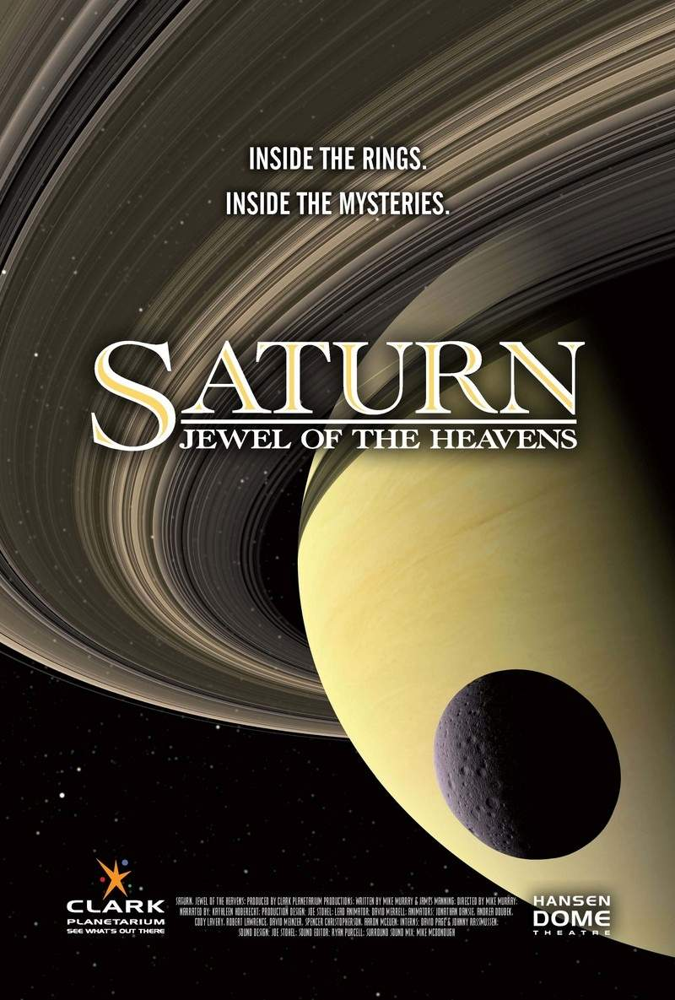 INSIDE THE RINGS.
INSIDE THE MYSTERIES.
SATURN
JEWEL OF THE HEAVENS
CLARK
PLANETARIUM
SEE WHAT'S OUT THERE
SATURN, JEWEL OF THE HEAVENS: PRODUCED BY CLARK PLANETARIUM PRODUCTIONS: WRITTEN BY MIKE MURRAY & JAMES MANNING: DIRECTED BY MIKE MURRAY:
NARRATED BY: KATHLEEN PRODUCTION DESIGN: JOE STOHEL: LEAD ANIMATOR: DAVID MERRELL: ANIMATORS: JONATHAN ANDREA
CODY LAVERY, ROBERT LAWRENCE, DAVID MEINZER, SPENCER CHRISTOPHERSON, AARON MCEUEN: INTERNS: DAVID PAGE & JOHNNY RASSMUSSEN:
SOUND DESIGN: JOE STOHEL: SOUND EDITOR: RYAN PURCELL: SURROUND SOUND MIX: MIKE MCDONOUGH
HANSEN
DOME
THEATRE